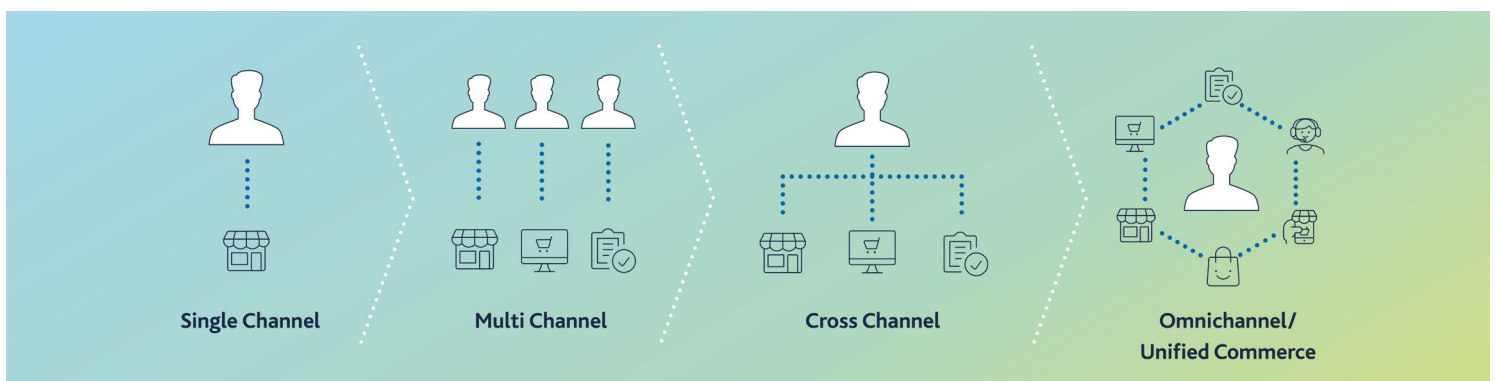 Single Channel
Multi Channel
Cross Channel
Omnichannel/
Unified Commerce